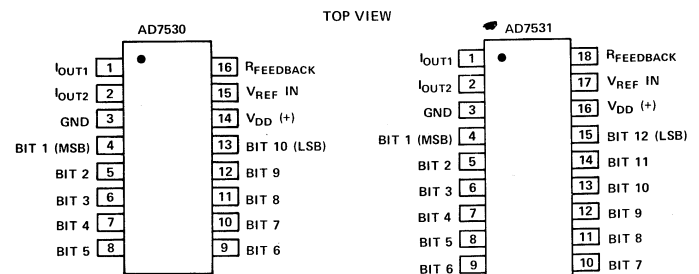 TOP VIEW
AD7530
IOUT1 1
IOUT2 2
GND 3
BIT 1 (MSB) 4
BIT 2 5
BIT 3 6
BIT 4 7
BIT 5 8
16 RFEEDBACK
15 VREF IN
14 VDD (+)
13 BIT 10 (LSB)
12 BIT 9
11 BIT 8
10 BIT 7
9 BIT 6
AD7531
IOUT1 1
IOUT2 2
GND 3
BIT 1 (MSB) 4
BIT 2 5
BIT 3 6
BIT 4 7
BIT 5 8
BIT 6 9
18 RFEEDBACK
17 VREF IN
16 VDD (+)
15 BIT 12 (LSB)
14 BIT 11
13 BIT 10
12 BIT 9
11 BIT 8
10 BIT 7